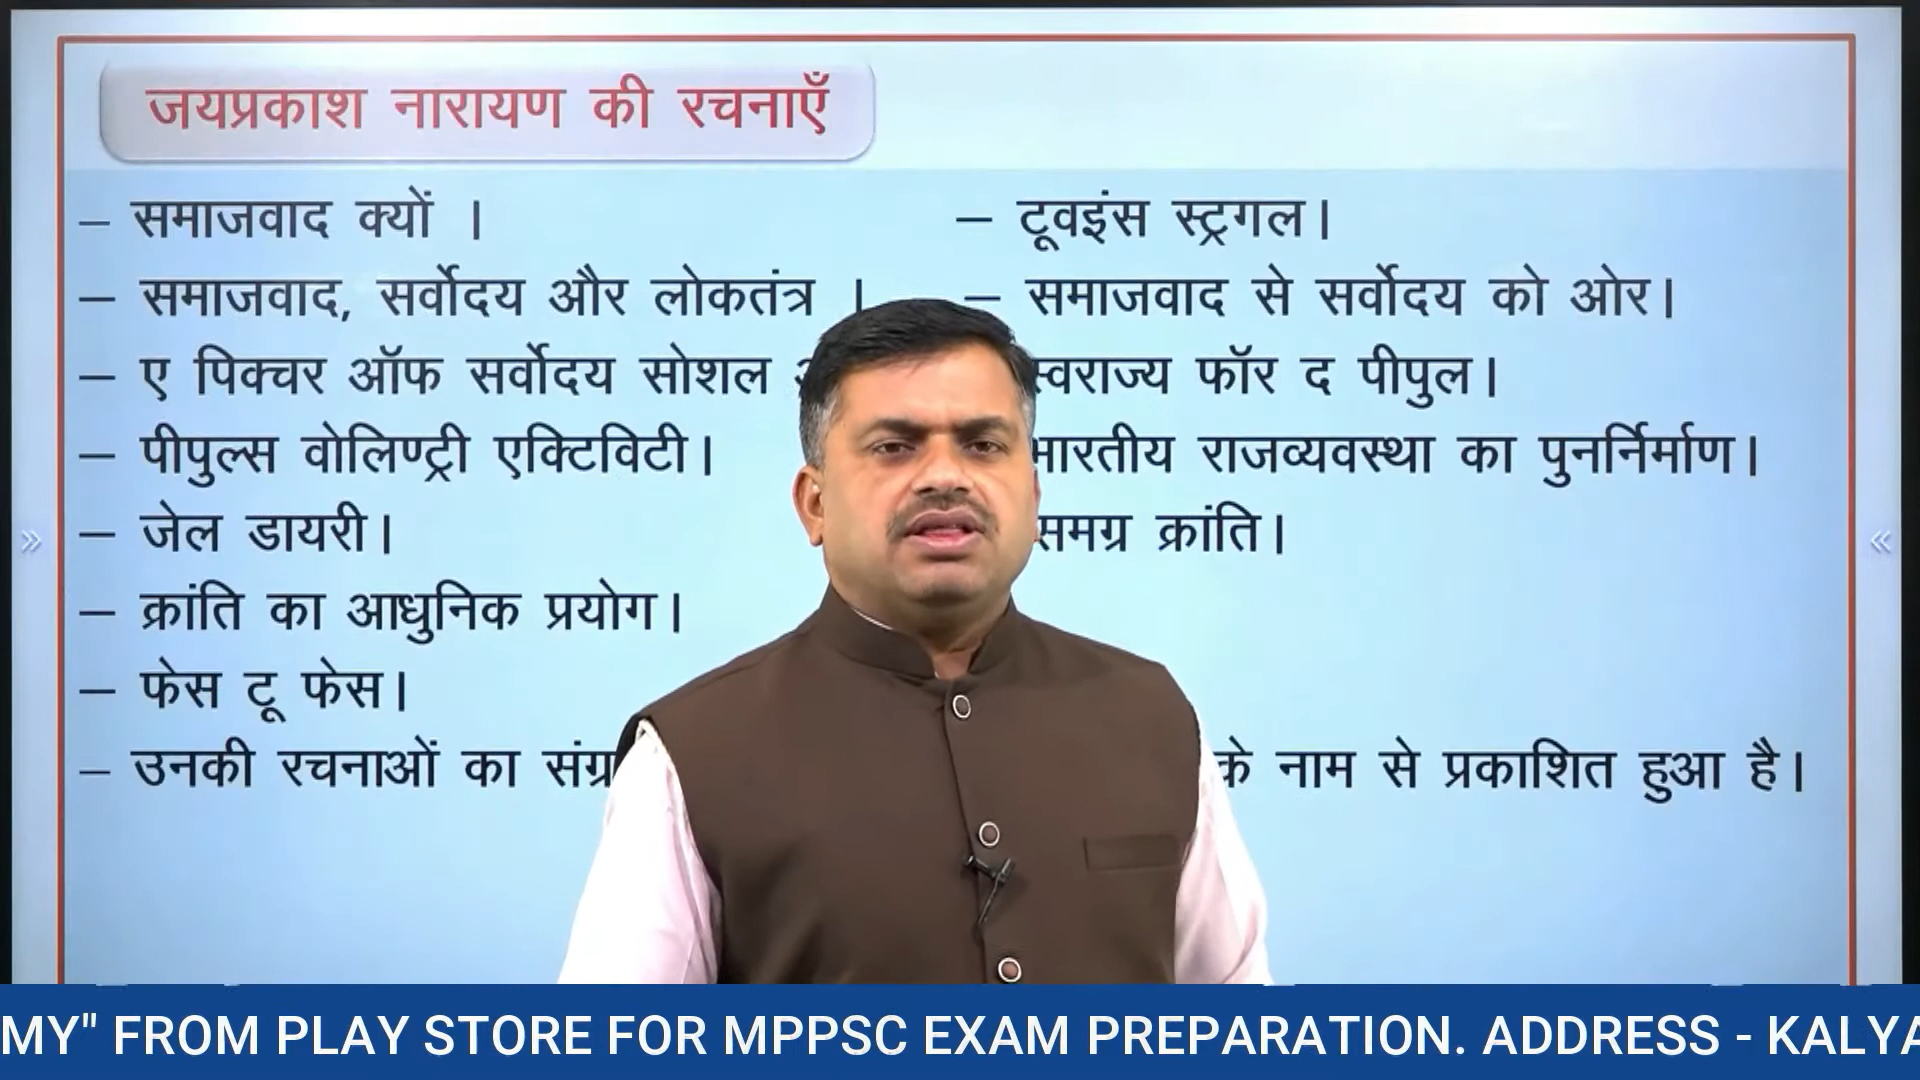 जयप्रकाश नारायण की रचनाएँ
– समाजवाद क्यों ।
– समाजवाद, सर्वोदय और लोकतंत्र ।
– ए पिक्चर ऑफ सर्वोदय सोशल
– पीपुल्स वोलिण्ट्री एक्टिविटी।
– जेल डायरी।
– क्रांति का आधुनिक प्रयोग।
– फेस टू फेस।
– टूवइंस स्ट्रगल।
– समाजवाद से सर्वोदय को ओर।
स्वराज्य फॉर द पीपुल।
भारतीय राजव्यवस्था का पुनर्निर्माण।
समग्र क्रांति।
– उनकी रचनाओं का के नाम से प्रकाशित हुआ है।
MY" FROM PLAY STORE FOR MPPSC EXAM PREPARATION. ADDRESS - KALYA